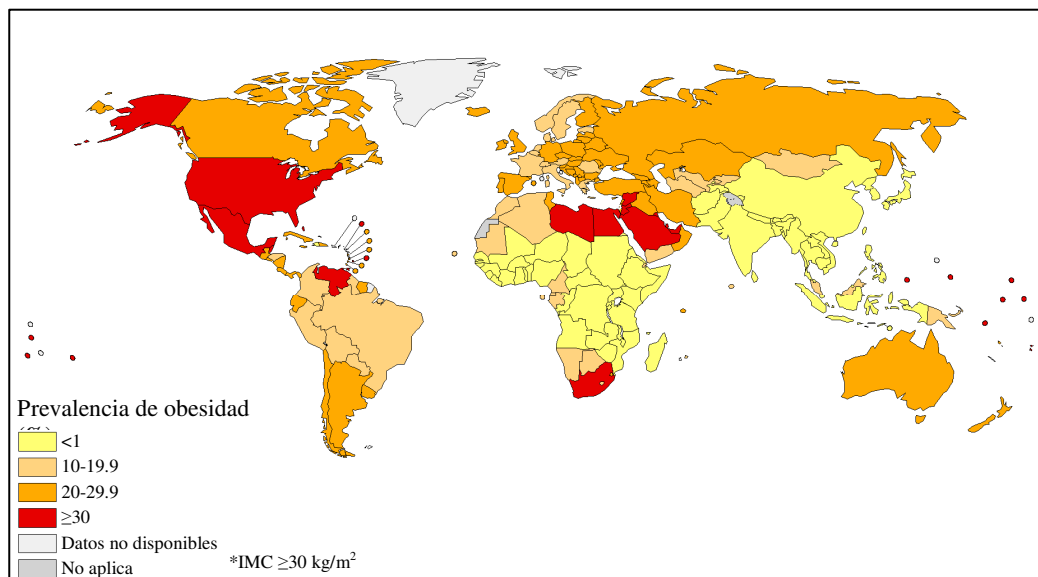 Prevalencia de obesidad
<1
10-19.9
20-29.9
≥30
Datos no disponibles
No aplica
*IMC ≥30 kg/m²